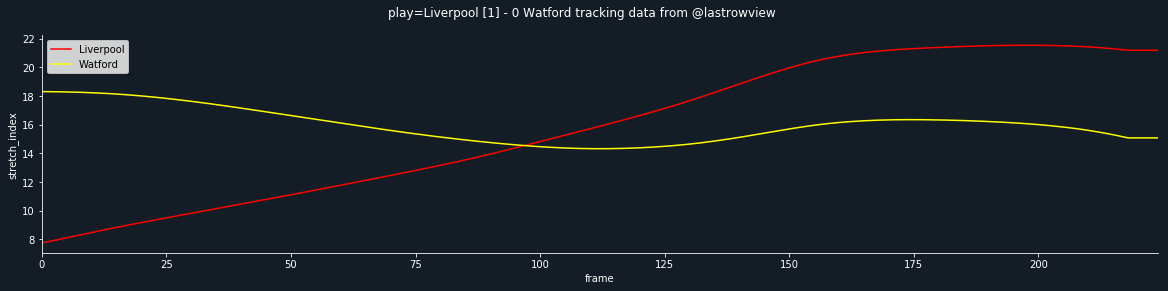 play=Liverpool [1] - 0 Watford tracking data from @lastrowview
22
Liverpool
20
Watford
18
16
14
12
10
8
stretch_index
0 25 50 75 100 125 150 175 200
frame